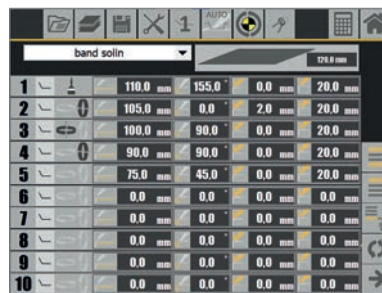 1 AUTO
band solin
120.0 mm
1 110,0 mm 155,0 ° 0,0 mm 20,0 mm
2 105,0 mm 0,0 ° 2,0 mm 20,0 mm
3 100,0 mm 90,0 ° 0,0 mm 20,0 mm
4 90,0 mm 90,0 ° 0,0 mm 20,0 mm
5 75,0 mm 45,0 ° 0,0 mm 20,0 mm
6 0,0 mm 0,0 ° 0,0 mm 0,0 mm
7 0,0 mm 0,0 ° 0,0 mm 0,0 mm
8 0,0 mm 0,0 ° 0,0 mm 0,0 mm
9 0,0 mm 0,0 ° 0,0 mm 0,0 mm
10 0,0 mm 0,0 ° 0,0 mm 0,0 mm